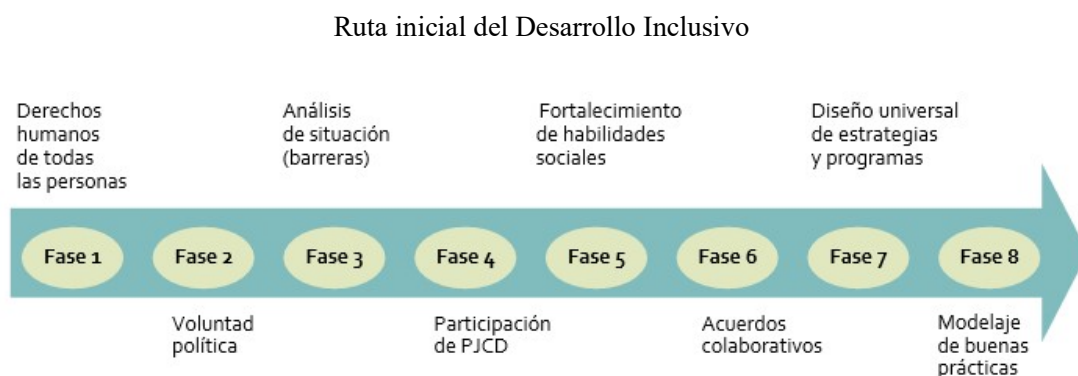 Ruta inicial del Desarrollo Inclusivo
Derechos
humanos
de todas
las personas
Análisis
de situación
(barreras)
Fortalecimiento
de habilidades
sociales
Diseño universal
de estrategias
y programas
Fase 1
Fase 2
Fase 3
Fase 4
Fase 5
Fase 6
Fase 7
Fase 8
Voluntad
política
Participación
de PJCD
Acuerdos
colaborativos
Modelaje
de buenas
prácticas